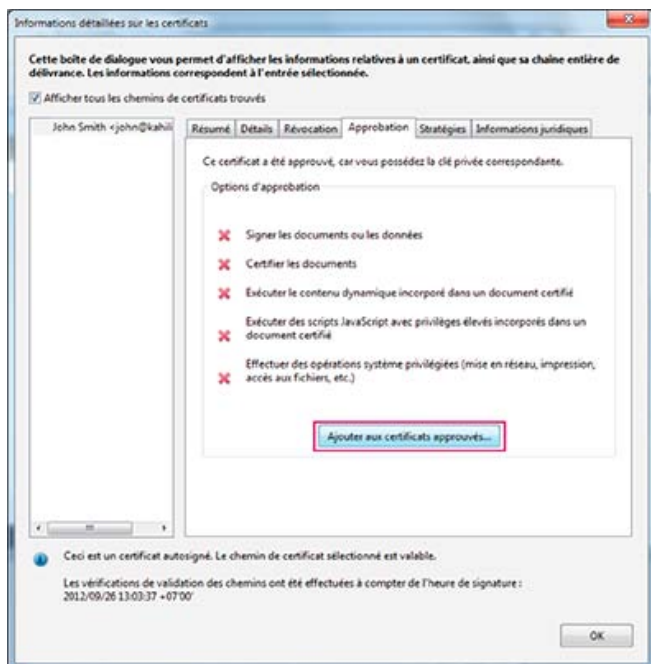 Informations détaillées sur les certificats
Cette boîte de dialogue vous permet d'afficher les informations relatives à un certificat, ainsi que sa chaîne entière de
délivrance. Les informations correspondent à l'entrée sélectionnée.
Afficher tous les chemins de certificats trouvés
John Smith <john@kahili
Résumé Détails Révocation Approbation Stratégies Informations juridiques
Ce certificat a été approuvé, car vous possédez la clé privée correspondante.
Options d'approbation
Signer les documents ou les données
Certifier les documents
Exécuter le contenu dynamique incorporé dans un document certifié
Exécuter des scripts JavaScript avec privilèges élevés incorporés dans un
document certifié
Effectuer des opérations système privilégiées (mise en réseau, impression,
accès aux fichiers, etc.)
Ajouter aux certificats approuvés...
Ceci est un certificat autosigné. Le chemin de certificat sélectionné est valable.
Les vérifications de validation des chemins ont été effectuées à compter de l'heure de signature :
2012/09/26 13:03:37 +07'00'
OK